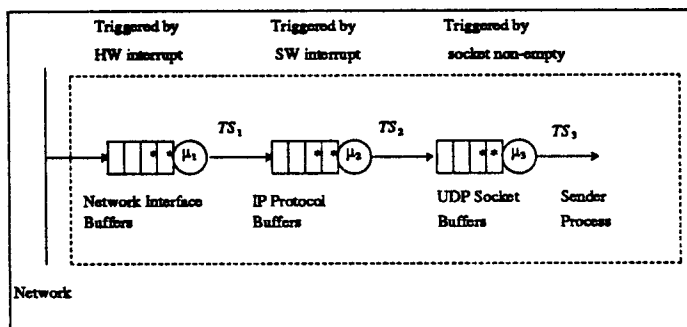 Triggered by
HW interrupt
Triggered by
SW interrupt
Triggered by
socket non-empty
* *
μ1
TS1
* *
μ2
TS2
* *
μ3
TS3
Network Interface
Buffers
IP Protocol
Buffers
UDP Socket
Buffers
Sender
Process
Network